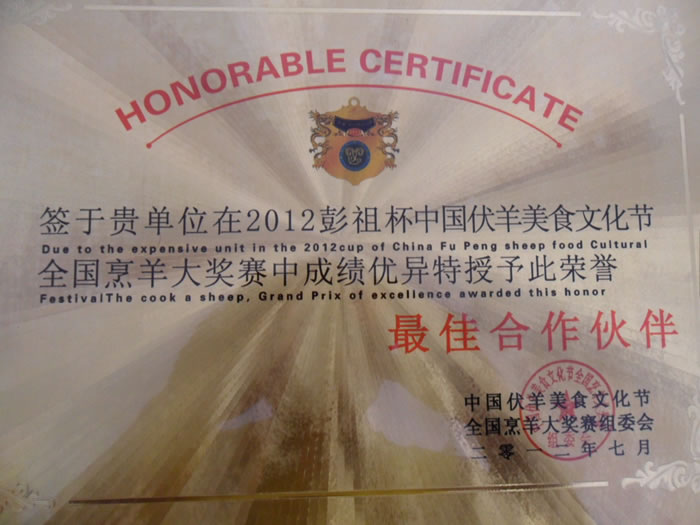 HONORABLE CERTIFICATE
签于贵单位在2012彭祖杯中国伏羊美食文化节
Due to the expensive unit in the 2012cup of China Fu Peng sheep food Cultural
全国烹羊大奖赛中成绩优异特授予此荣誉
FestivalThe cook a sheep, Grand Prix of excellence awarded this honor
最佳合作伙伴
中国伏羊美食文化节
全国烹羊大奖赛组委会
二零一二年七月